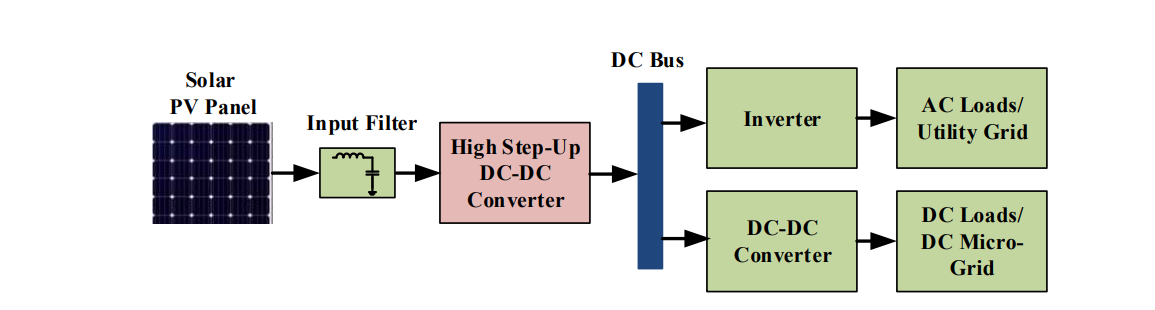 Solar
PV Panel
Input Filter
High Step-Up
DC-DC
Converter
DC Bus
Inverter
AC Loads/
Utility Grid
DC-DC
Converter
DC Loads/
DC Micro-
Grid